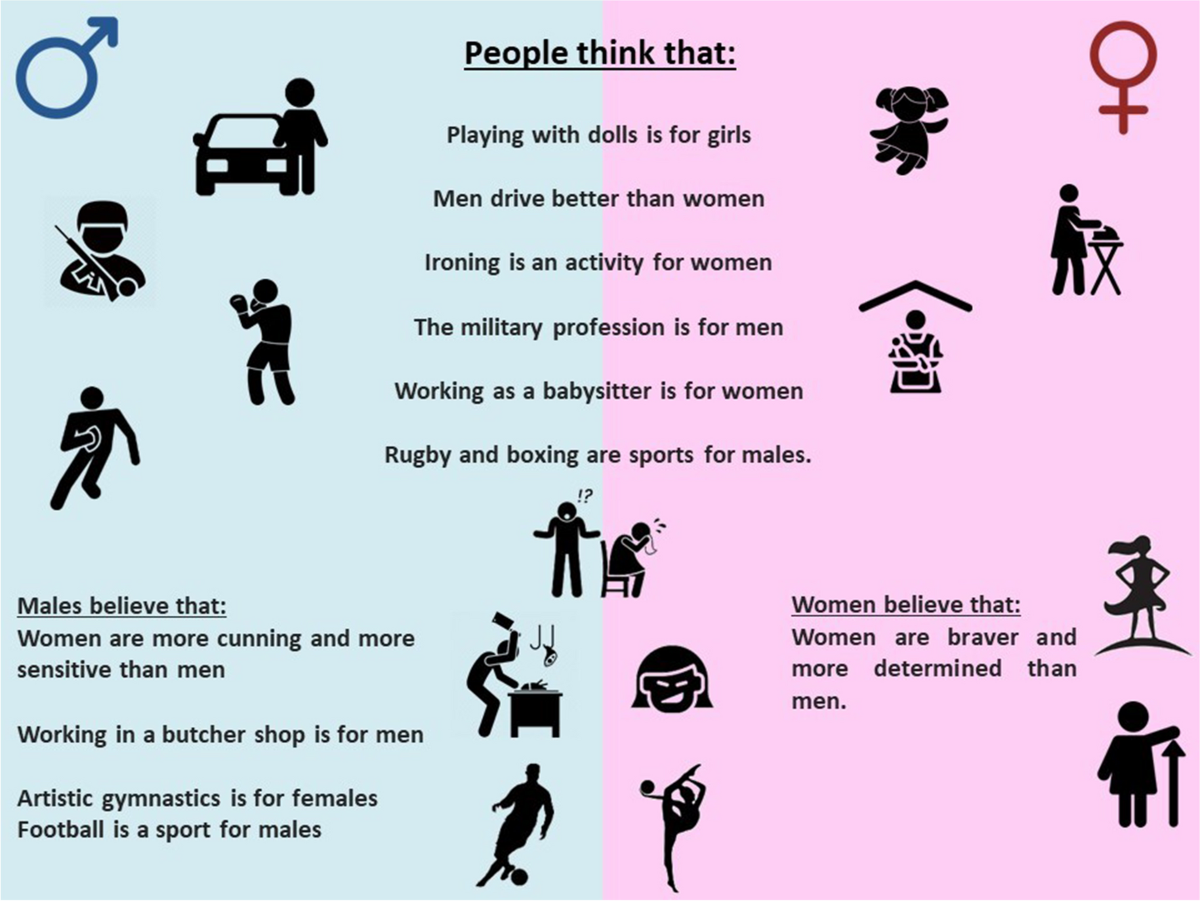 People think that:
Playing with dolls is for girls
Men drive better than women
Ironing is an activity for women
The military profession is for men
Working as a babysitter is for women
Rugby and boxing are sports for males.
!?
Males believe that:
Women are more cunning and more
sensitive than men
Working in a butcher shop is for men
Artistic gymnastics is for females
Football is a sport for males
Women believe that:
Women are braver and
more determined than
men.